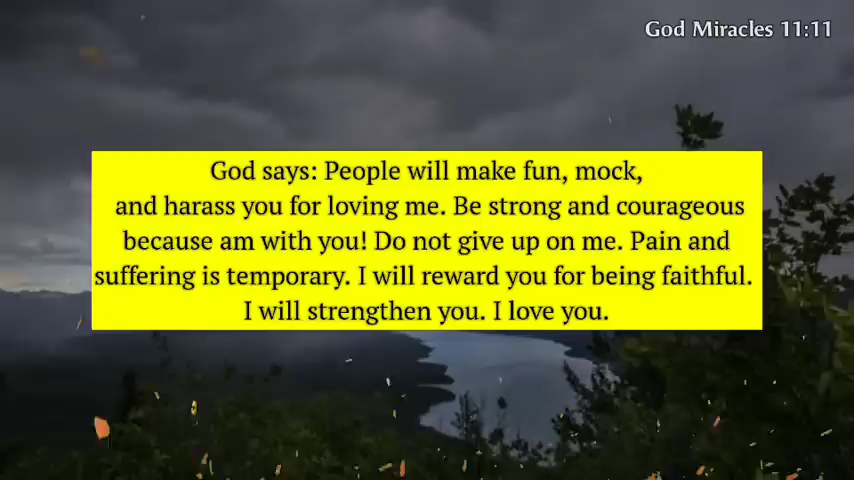 God Miracles 11:11
God says: People will make fun, mock,
and harass you for loving me. Be strong and courageous
because am with you! Do not give up on me. Pain and
suffering is temporary. I will reward you for being faithful.
I will strengthen you. I love you.